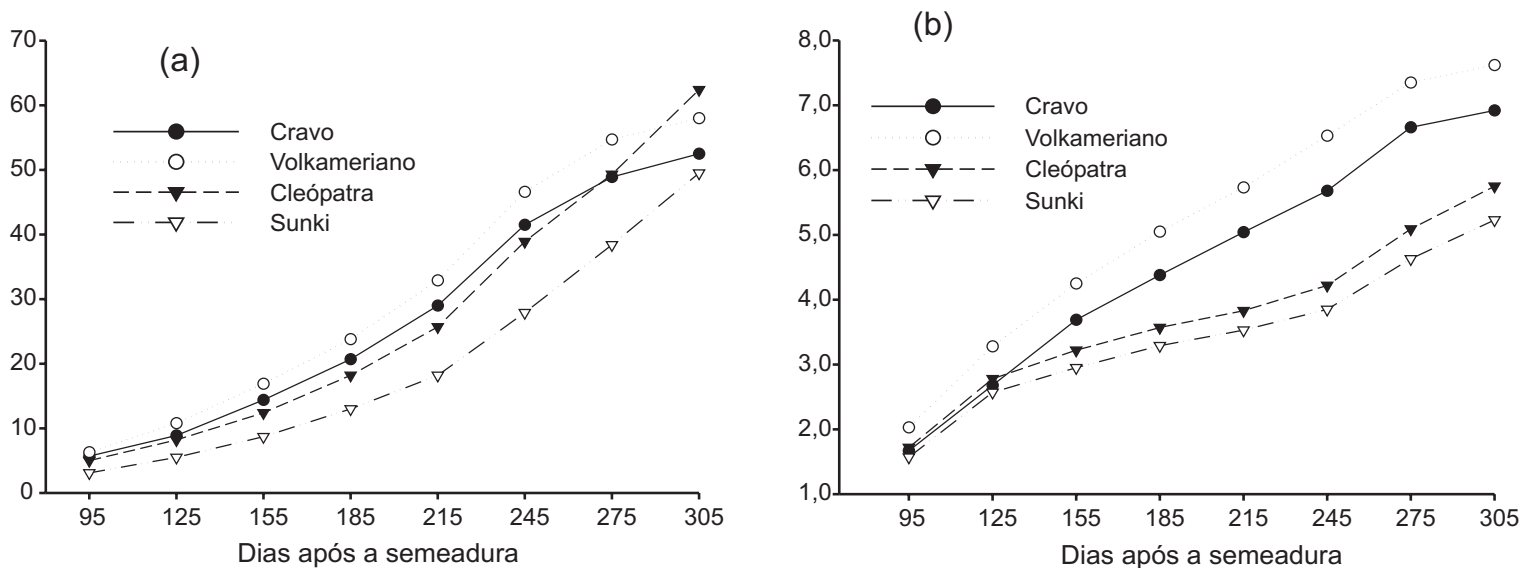 (a)
70
60
50
40
30
20
10
0
Cravo
Volkameriano
Cleópatra
Sunki
95 125 155 185 215 245 275 305
Dias após a semeadura
(b)
8,0
7,0
6,0
5,0
4,0
3,0
2,0
1,0
Cravo
Volkameriano
Cleópatra
Sunki
95 125 155 185 215 245 275 305
Dias após a semeadura